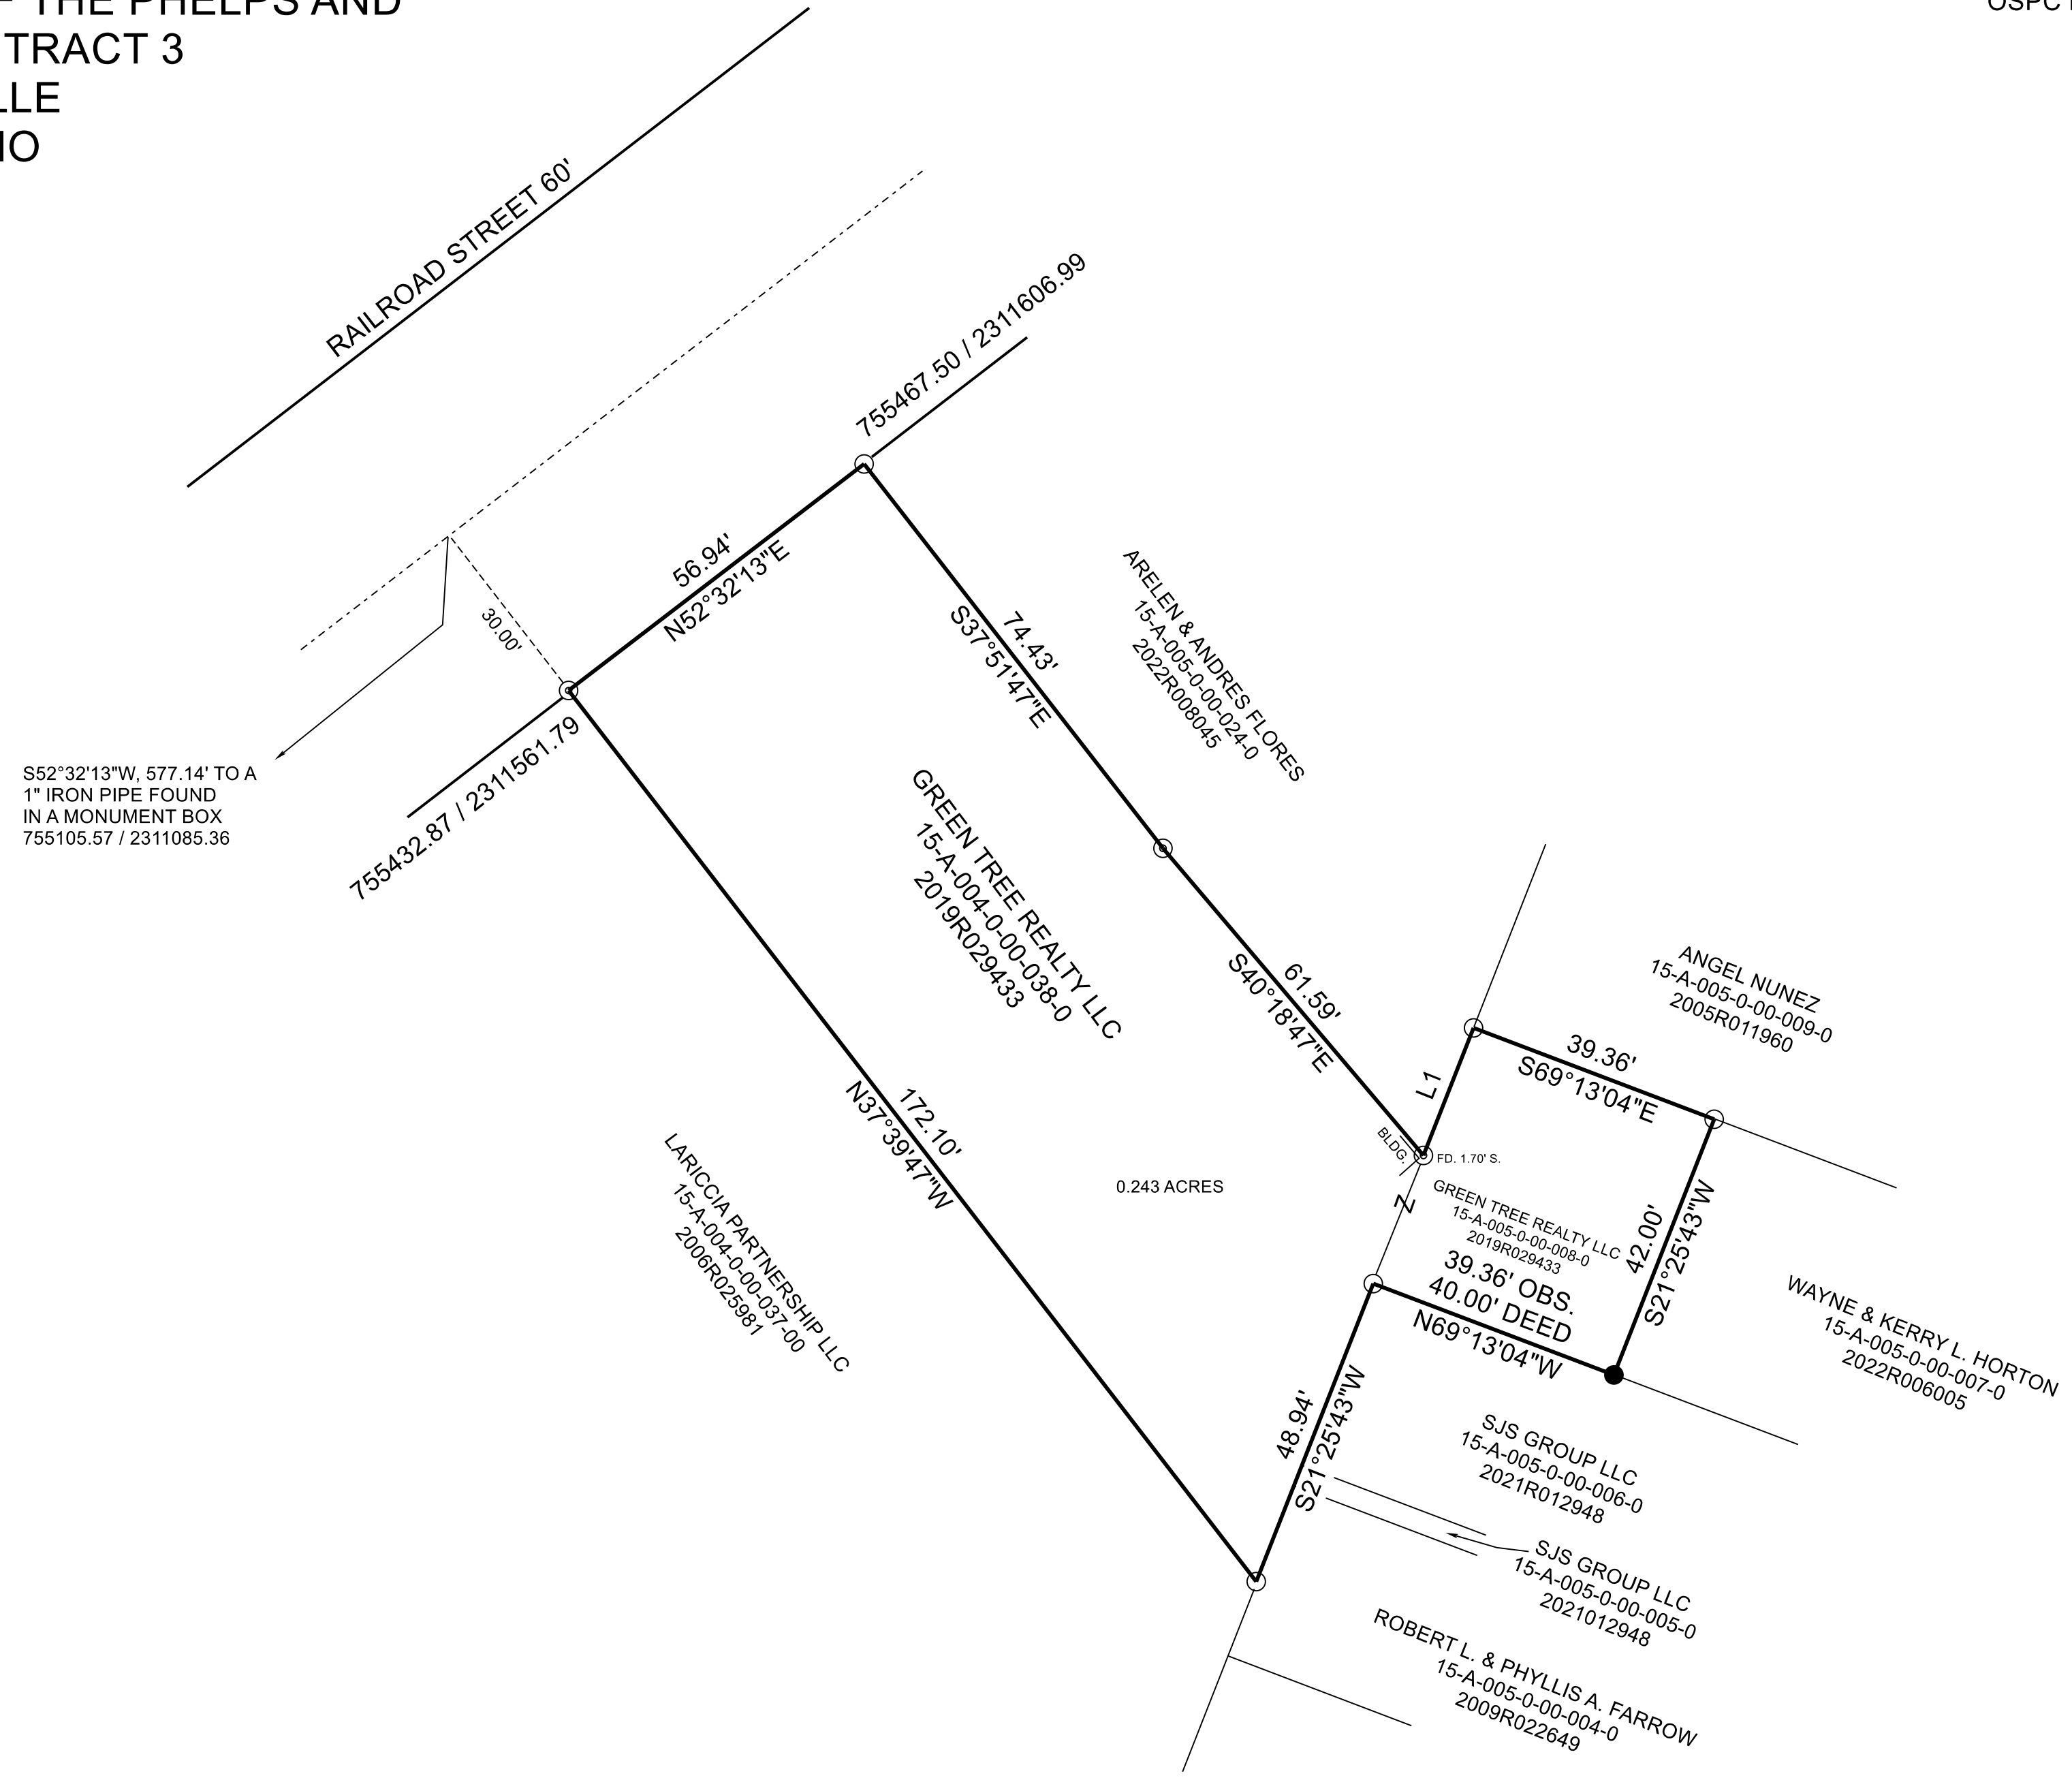 THE PHELPS AND
TRACT 3
OSPC
RAILROAD STREET 60'
755467.50 / 2311606.99
56.94'
N52°32'13"E
30.00'
755432.87 / 2311561.79
S52°32'13"W, 577.14' TO A
1" IRON PIPE FOUND
IN A MONUMENT BOX
755105.57 / 2311085.36
74.43'
S37°51'47"E
ARELEN & ANDRES FLORES
15-A-005-0-00-024-0
2022R008045
GREEN TREE REALTY LLC
15-A-004-0-00-038-0
2019R029433
61.59'
S40°18'47"E
ANGEL NUNEZ
15-A-005-0-00-009-0
2005R011960
L1
39.36'
S69°13'04"E
172.10'
N37°39'47"W
LARICCIA PARTNERSHIP LLC
15-A-004-0-00-037-00
2006R025981
0.243 ACRES
BLDG.
FD. 1.70' S.
Z
GREEN TREE REALTY LLC
15-A-005-0-00-008-0
2019R029433
39.36' OBS.
40.00' DEED
N69°13'04"W
42.00'
S21°25'43"W
WAYNE & KERRY L. HORTON
15-A-005-0-00-007-0
2022R006005
48.94'
S21°25'43"W
SJS GROUP LLC
15-A-005-0-00-006-0
2021R012948
SJS GROUP LLC
15-A-005-0-00-005-0
2021012948
ROBERT L. & PHYLLIS A. FARROW
15-A-005-0-00-004-0
2009R022649